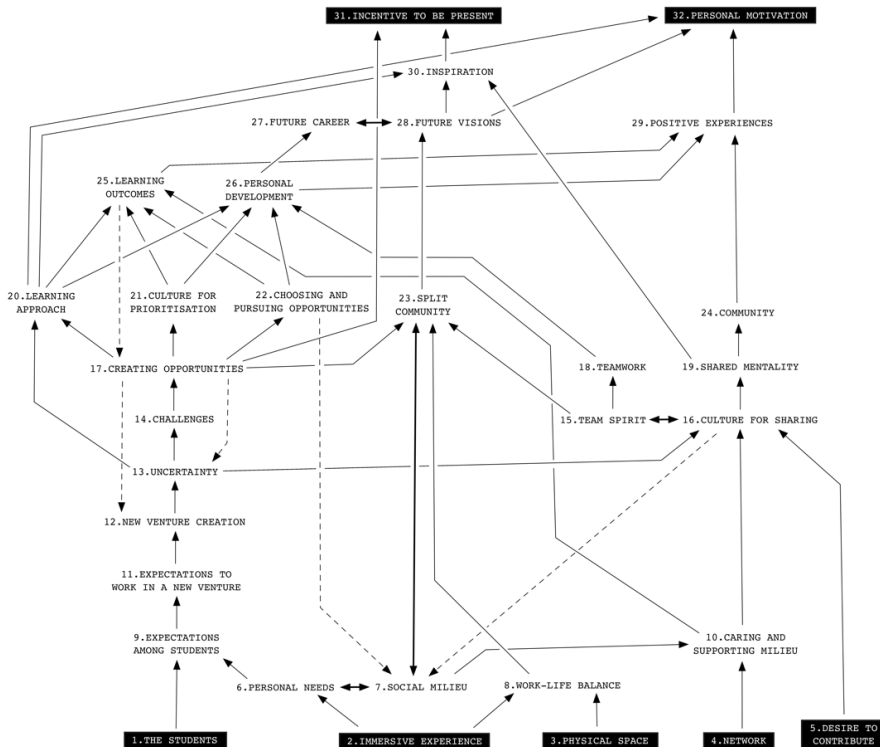 31.INCENTIVE TO BE PRESENT
32.PERSONAL MOTIVATION
30.INSPIRATION
27.FUTURE CAREER
28.FUTURE VISIONS
29.POSITIVE EXPERIENCES
25.LEARNING
OUTCOMES
26.PERSONAL
DEVELOPMENT
20.LEARNING
APPROACH
21.CULTURE FOR
PRIORITISATION
22.CHOOSING AND
PURSUING OPPORTUNITIES
23.SPLIT
COMMUNITY
24.COMMUNITY
17.CREATING OPPORTUNITIES
18.TEAMWORK
19.SHARED MENTALITY
14.CHALLENGES
15.TEAM SPIRIT
16.CULTURE FOR SHARING
13.UNCERTAINTY
12.NEW VENTURE CREATION
11.EXPECTATIONS TO
WORK IN A NEW VENTURE
9.EXPECTATIONS
AMONG STUDENTS
10.CARING AND
SUPPORTING MILIEU
6.PERSONAL NEEDS
7.SOCIAL MILIEU
8.WORK-LIFE BALANCE
1.THE STUDENTS
2.IMMERSIVE EXPERIENCE
3.PHYSICAL SPACE
4.NETWORK
5.DESIRE TO
CONTRIBUTE